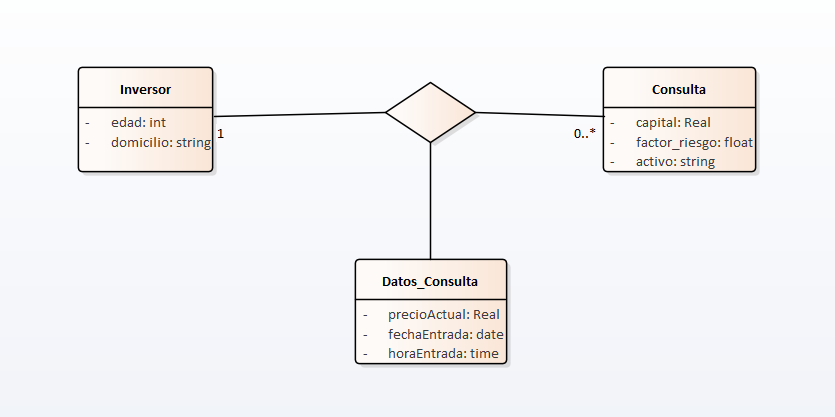 Inversor
- edad: int
- domicilio: string
1
0..*
Consulta
- capital: Real
- factor_riesgo: float
- activo: string
Datos_Consulta
- precioActual: Real
- fechaEntrada: date
- horaEntrada: time